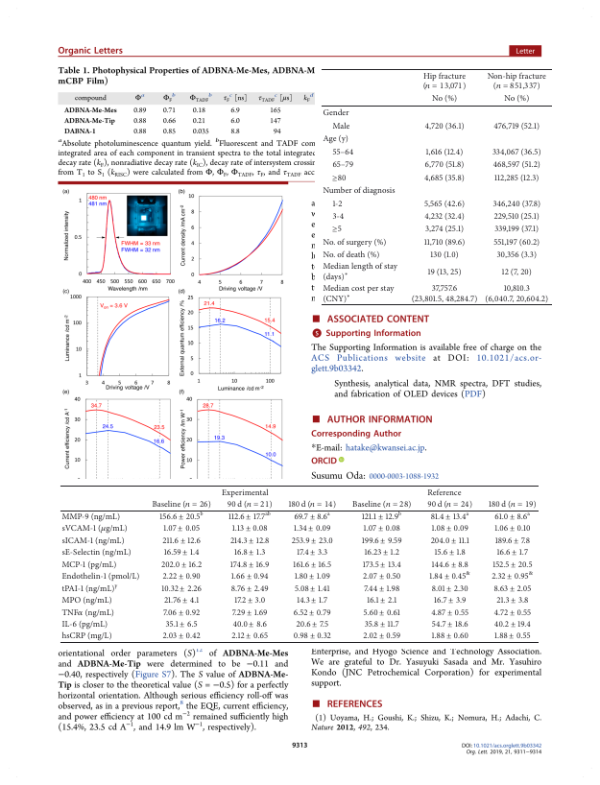 Organic Letters
Letter
Table 1. Photophysical Properties of ADBNA-Me-Mes, ADBNA-M
mCBP Film)
compound Φᵃ Φ_F ᵇ Φ_TADF ᵇ τ_F ᶜ [ns] τ_TADF ᶜ [μs] k_F ᵈ
ADBNA-Me-Mes 0.89 0.71 0.18 6.9 165
ADBNA-Me-Tip 0.88 0.66 0.21 6.0 147
DABNA-1 0.88 0.85 0.035 8.8 94
ᵃAbsolute photoluminescence quantum yield. ᵇFluorescent and TADF com
integrated area of each component in transient spectra to the total integrate
decay rate (k_F), nonradiative decay rate (k_IC), decay rate of intersystem crossin
from T₁ to S₁ (k_RISC) were calculated from Φ, Φ_F, Φ_TADF, τ_F, and τ_TADF acc
(a)
480 nm
481 nm
FWHM = 33 nm
FWHM = 32 nm
1
0.5
0
Normalized intensity
400 450 500 550 600 650 700
Wavelength /nm
(b)
10
8
6
4
2
0
Current density /mA cm⁻²
4 5 6 7 8
Driving voltage /V
(c)
1000
100
10
1
Luminance /cd m⁻²
3 4 5 6 7 8
Driving voltage /V
(d)
25
20
15
10
0
External quantum efficiency /%
21.4
16.2
15.4
11.1
1 10 100
Luminance /cd m⁻²
(e)
40
30
20
10
Current efficiency /cd A⁻¹
34.7
24.5
23.5
16.6
(f)
40
30
20
10
Power efficiency /lm W⁻¹
28.7
19.3
14.9
10.0
Hip fracture Non-hip fracture
(n = 13,071) (n = 851,337)
No (%) No (%)
Gender
Male 4,720 (36.1) 476,719 (52.1)
Age (y)
55–64 1,616 (12.4) 334,067 (36.5)
65–79 6,770 (51.8) 468,597 (51.2)
≥80 4,685 (35.8) 112,285 (12.3)
Number of diagnosis
1-2 5,565 (42.6) 346,240 (37.8)
3-4 4,232 (32.4) 229,510 (25.1)
≥5 3,274 (25.1) 339,199 (37.1)
No. of surgery (%) 11,710 (89.6) 551,197 (60.2)
No. of death (%) 130 (1.0) 30,356 (3.3)
Median length of stay
(days)* 19 (13, 25) 12 (7, 20)
Median cost per stay 37,757.6 10,810.3
(CNY)* (23,801.5, 48,284.7) (6,040.7, 20,604.2)
■ ASSOCIATED CONTENT
S Supporting Information
The Supporting Information is available free of charge on the
ACS Publications website at DOI: 10.1021/acs.or-
glett.9b03342.
Synthesis, analytical data, NMR spectra, DFT studies,
and fabrication of OLED devices (PDF)
■ AUTHOR INFORMATION
Corresponding Author
*E-mail: hatake@kwansei.ac.jp.
ORCID
Susumu Oda: 0000-0003-1088-1932
Experimental Reference
Baseline (n = 26) 90 d (n = 21) 180 d (n = 14) Baseline (n = 28) 90 d (n = 24) 180 d (n = 19)
MMP-9 (ng/mL) 156.6 ± 20.5 112.6 ± 17.7 69.7 ± 8.6 121.1 ± 12.9 81.4 ± 13.4 61.0 ± 8.6
sVCAM-1 (μg/mL) 1.07 ± 0.05 1.13 ± 0.08 1.34 ± 0.09 1.07 ± 0.08 1.08 ± 0.09 1.06 ± 0.10
sICAM-1 (ng/mL) 211.6 ± 12.6 214.3 ± 12.8 253.9 ± 23.0 199.6 ± 9.59 204.0 ± 11.1 189.6 ± 7.8
sE-Selectin (ng/mL) 16.59 ± 1.4 16.8 ± 1.3 17.4 ± 3.3 16.23 ± 1.2 15.6 ± 1.8 16.6 ± 1.7
MCP-1 (pg/mL) 202.0 ± 16.2 174.8 ± 16.9 161.6 ± 16.5 173.5 ± 13.4 144.6 ± 8.8 152.5 ± 20.5
Endothelin-1 (pmol/L) 2.22 ± 0.90 1.66 ± 0.94 1.80 ± 1.09 2.07 ± 0.50 1.84 ± 0.45 2.32 ± 0.95
tPAI-1 (ng/mL) 10.32 ± 2.26 8.76 ± 2.49 5.08 ± 1.41 7.44 ± 1.98 8.01 ± 2.30 8.63 ± 2.05
MPO (ng/mL) 21.76 ± 4.1 17.2 ± 3.0 14.3 ± 1.7 16.1 ± 2.1 16.7 ± 3.9 21.3 ± 3.8
TNFα (ng/mL) 7.06 ± 0.92 7.29 ± 1.69 6.52 ± 0.79 5.60 ± 0.61 4.87 ± 0.55 4.72 ± 0.55
IL-6 (pg/mL) 35.1± 6.5 40.0 ± 8.6 20.6 ± 7.5 35.8 ± 11.7 54.7 ± 18.6 40.2 ± 19.4
hsCRP (mg/L) 2.03 ± 0.42 2.12 ± 0.65 0.98 ± 0.32 2.02 ± 0.59 1.88 ± 0.60 1.88 ± 0.55
orientational order parameters (S) of ADBNA-Me-Mes
and ADBNA-Me-Tip were determined to be −0.11 and
−0.40, respectively (Figure S7). The S value of ADBNA-Me-
Tip is closer to the theoretical value (S = −0.5) for a perfectly
horizontal orientation. Although serious efficiency roll-off was
observed, as in a previous report, the EQE, current efficiency,
and power efficiency at 100 cd m⁻² remained sufficiently high
(15.4%, 23.5 cd A⁻¹, and 14.9 lm W⁻¹, respectively).
Enterprise, and Hyogo Science and Technology Association.
We are grateful to Dr. Yasuyuki Sasada and Mr. Yasuhiro
Kondo (JNC Petrochemical Corporation) for experimental
support.
■ REFERENCES
(1) Uoyama, H.; Goushi, K.; Shizu, K.; Nomura, H.; Adachi, C.
Nature 2012, 492, 234.
9313
DOI: 10.1021/acs.orglett.9b03342
Org. Lett. 2019, 21, 9311−9314